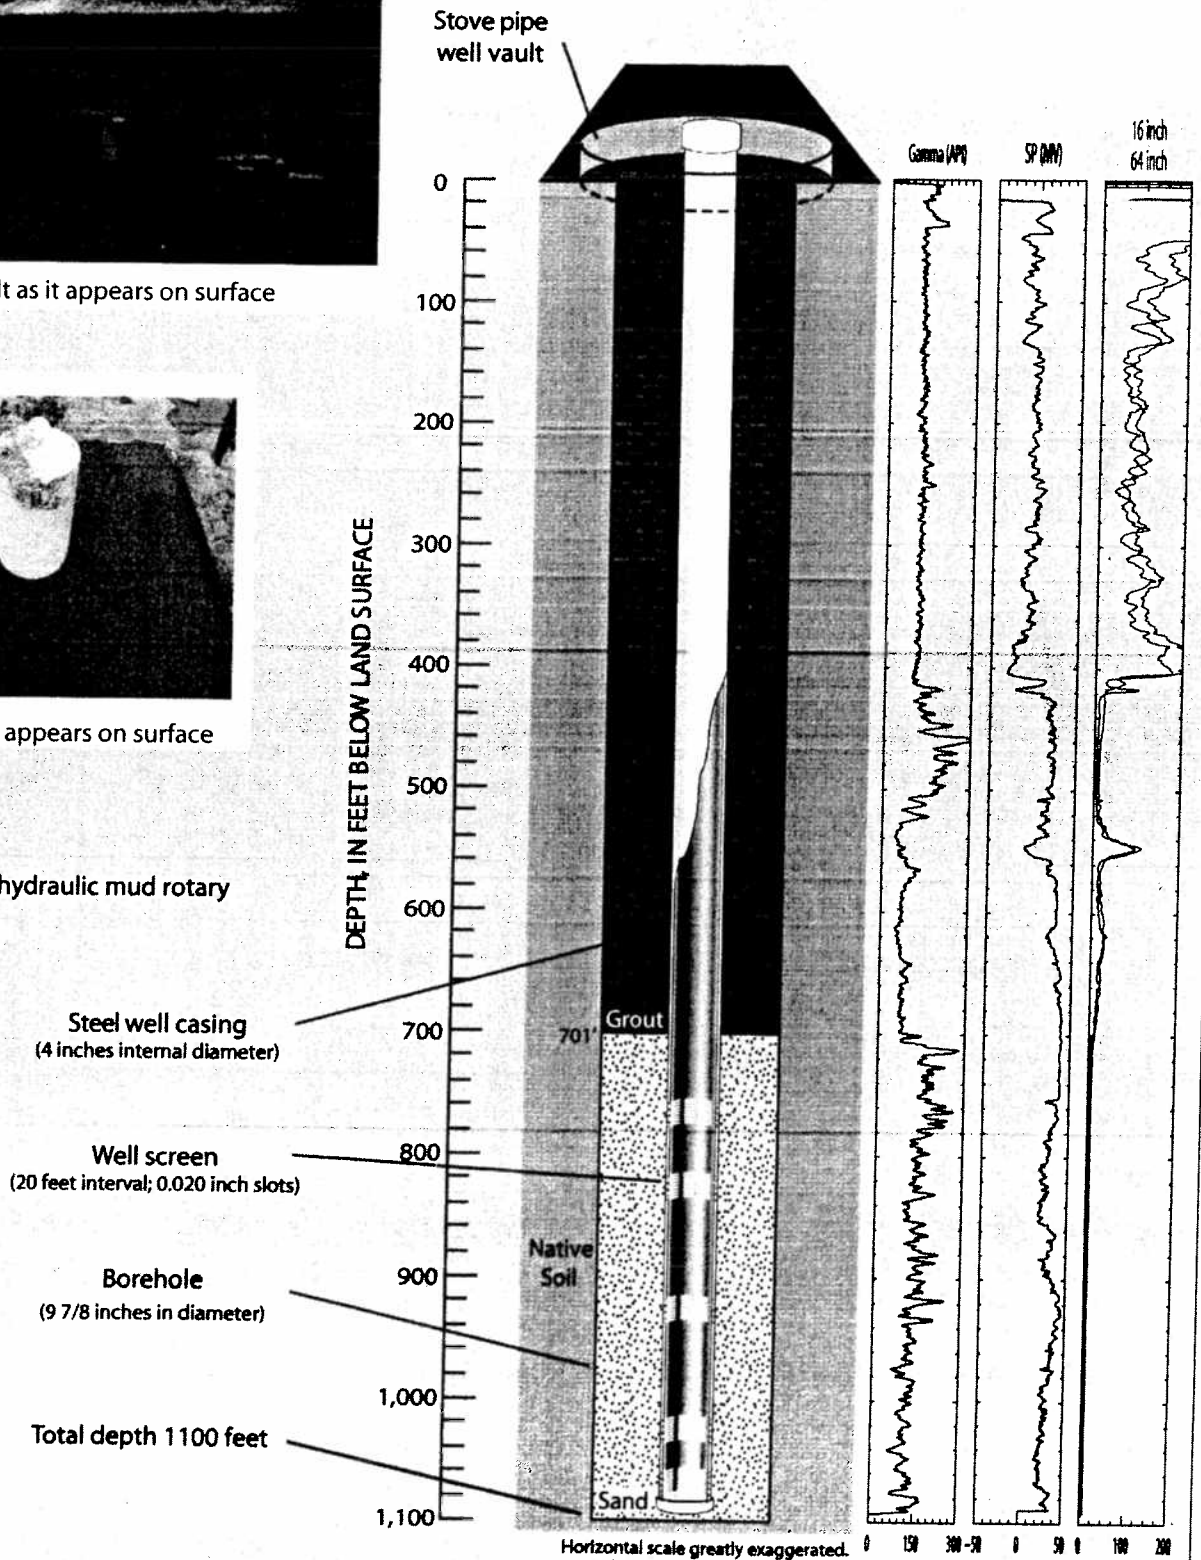 Stove pipe
well vault
lt as it appears on surface
appears on surface
hydraulic mud rotary
Steel well casing
(4 inches internal diameter)
Well screen
(20 feet interval; 0.020 inch slots)
Borehole
(9 7/8 inches in diameter)
Total depth 1100 feet
DEPTH, IN FEET BELOW LAND SURFACE
0
100
200
300
400
500
600
700
800
900
1,000
1,100
Grout
701'
Native
Soil
Sand
Horizontal scale greatly exaggerated.
Gamma (API)
SP (MV)
16 inch
64 inch
0 150 300 -50 0 50 0 100 200